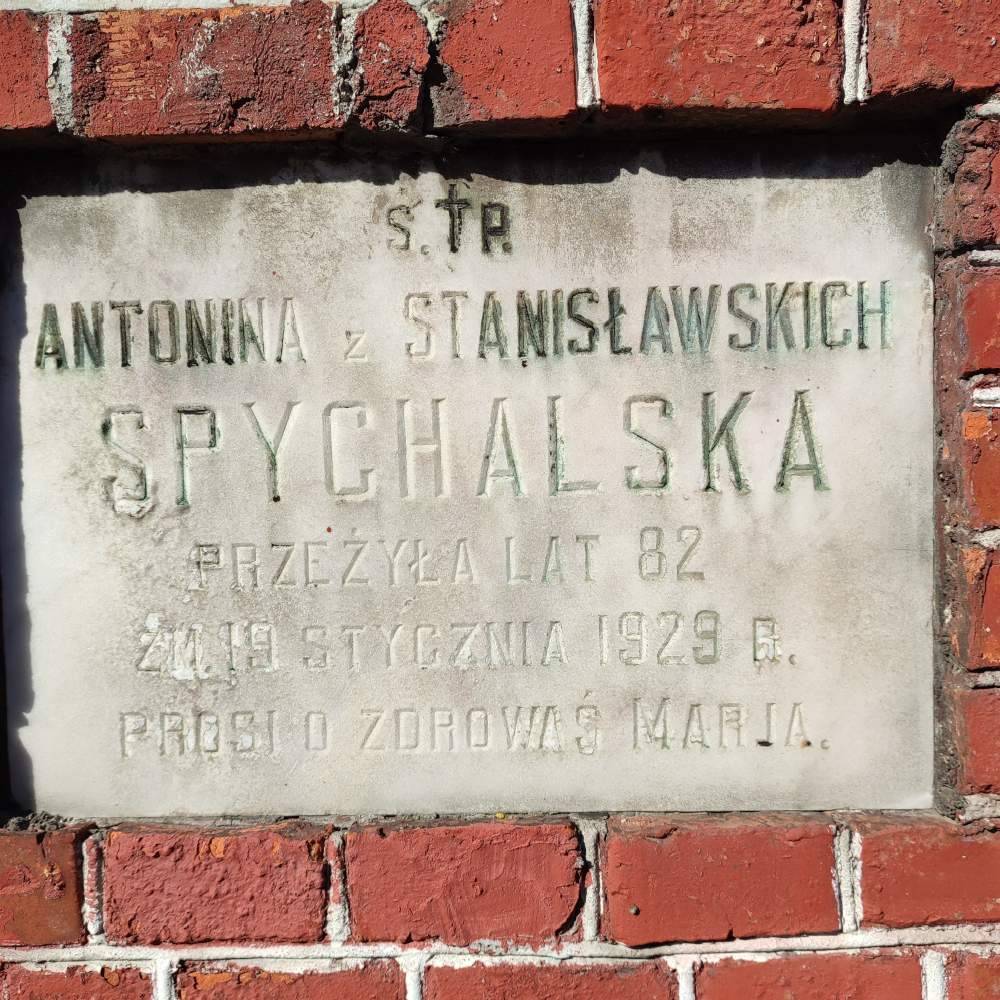 Ś. † P.
ANTONINA z STANISŁAWSKICH
SPYCHALSKA
PRZEŻYŁA LAT 82
ZM. 19 STYCZNIA 1929 R.
PROSI O ZDROWAŚ MARJA.